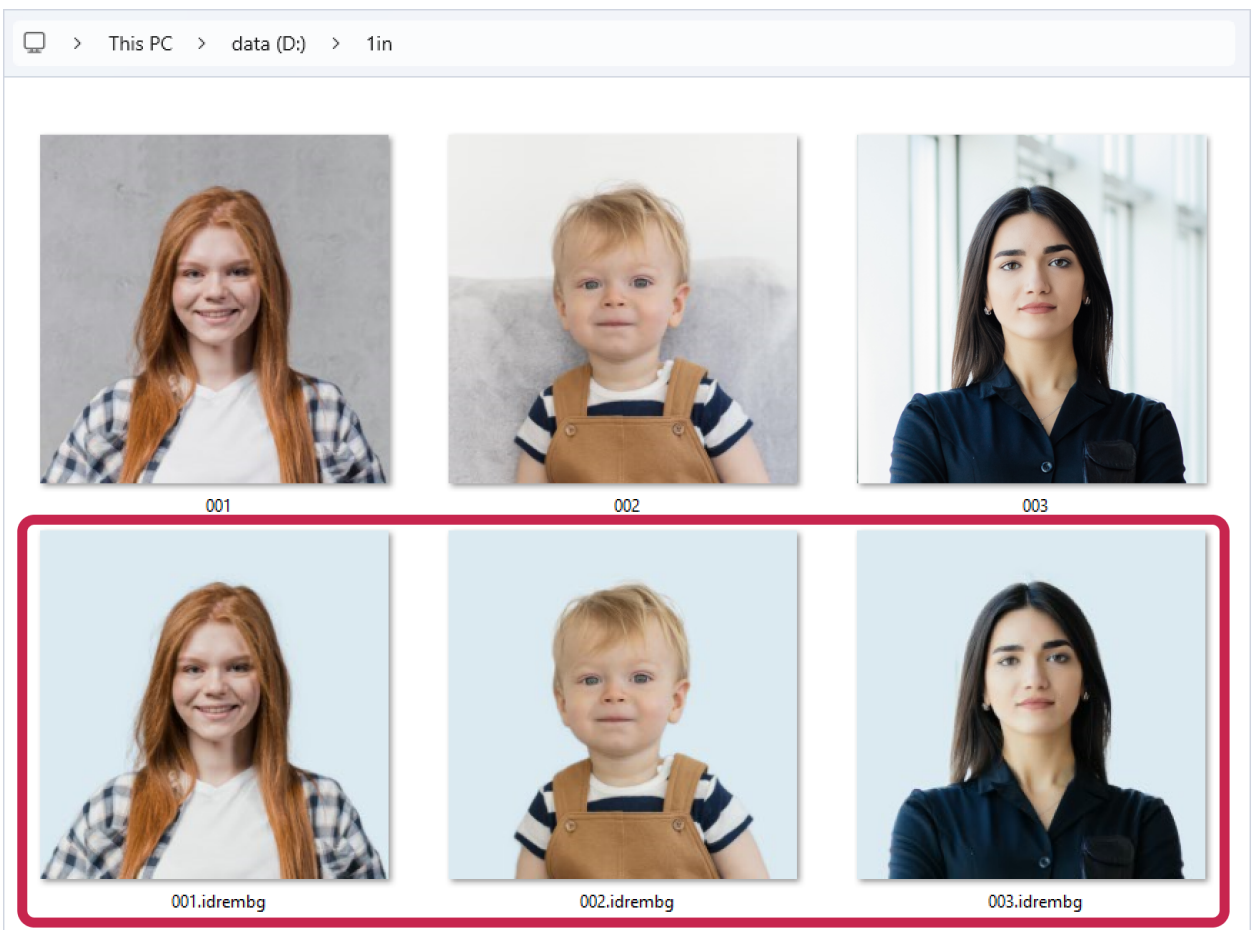 This PC > data (D:) > 1in
001
002
003
001.idrembg
002.idrembg
003.idrembg